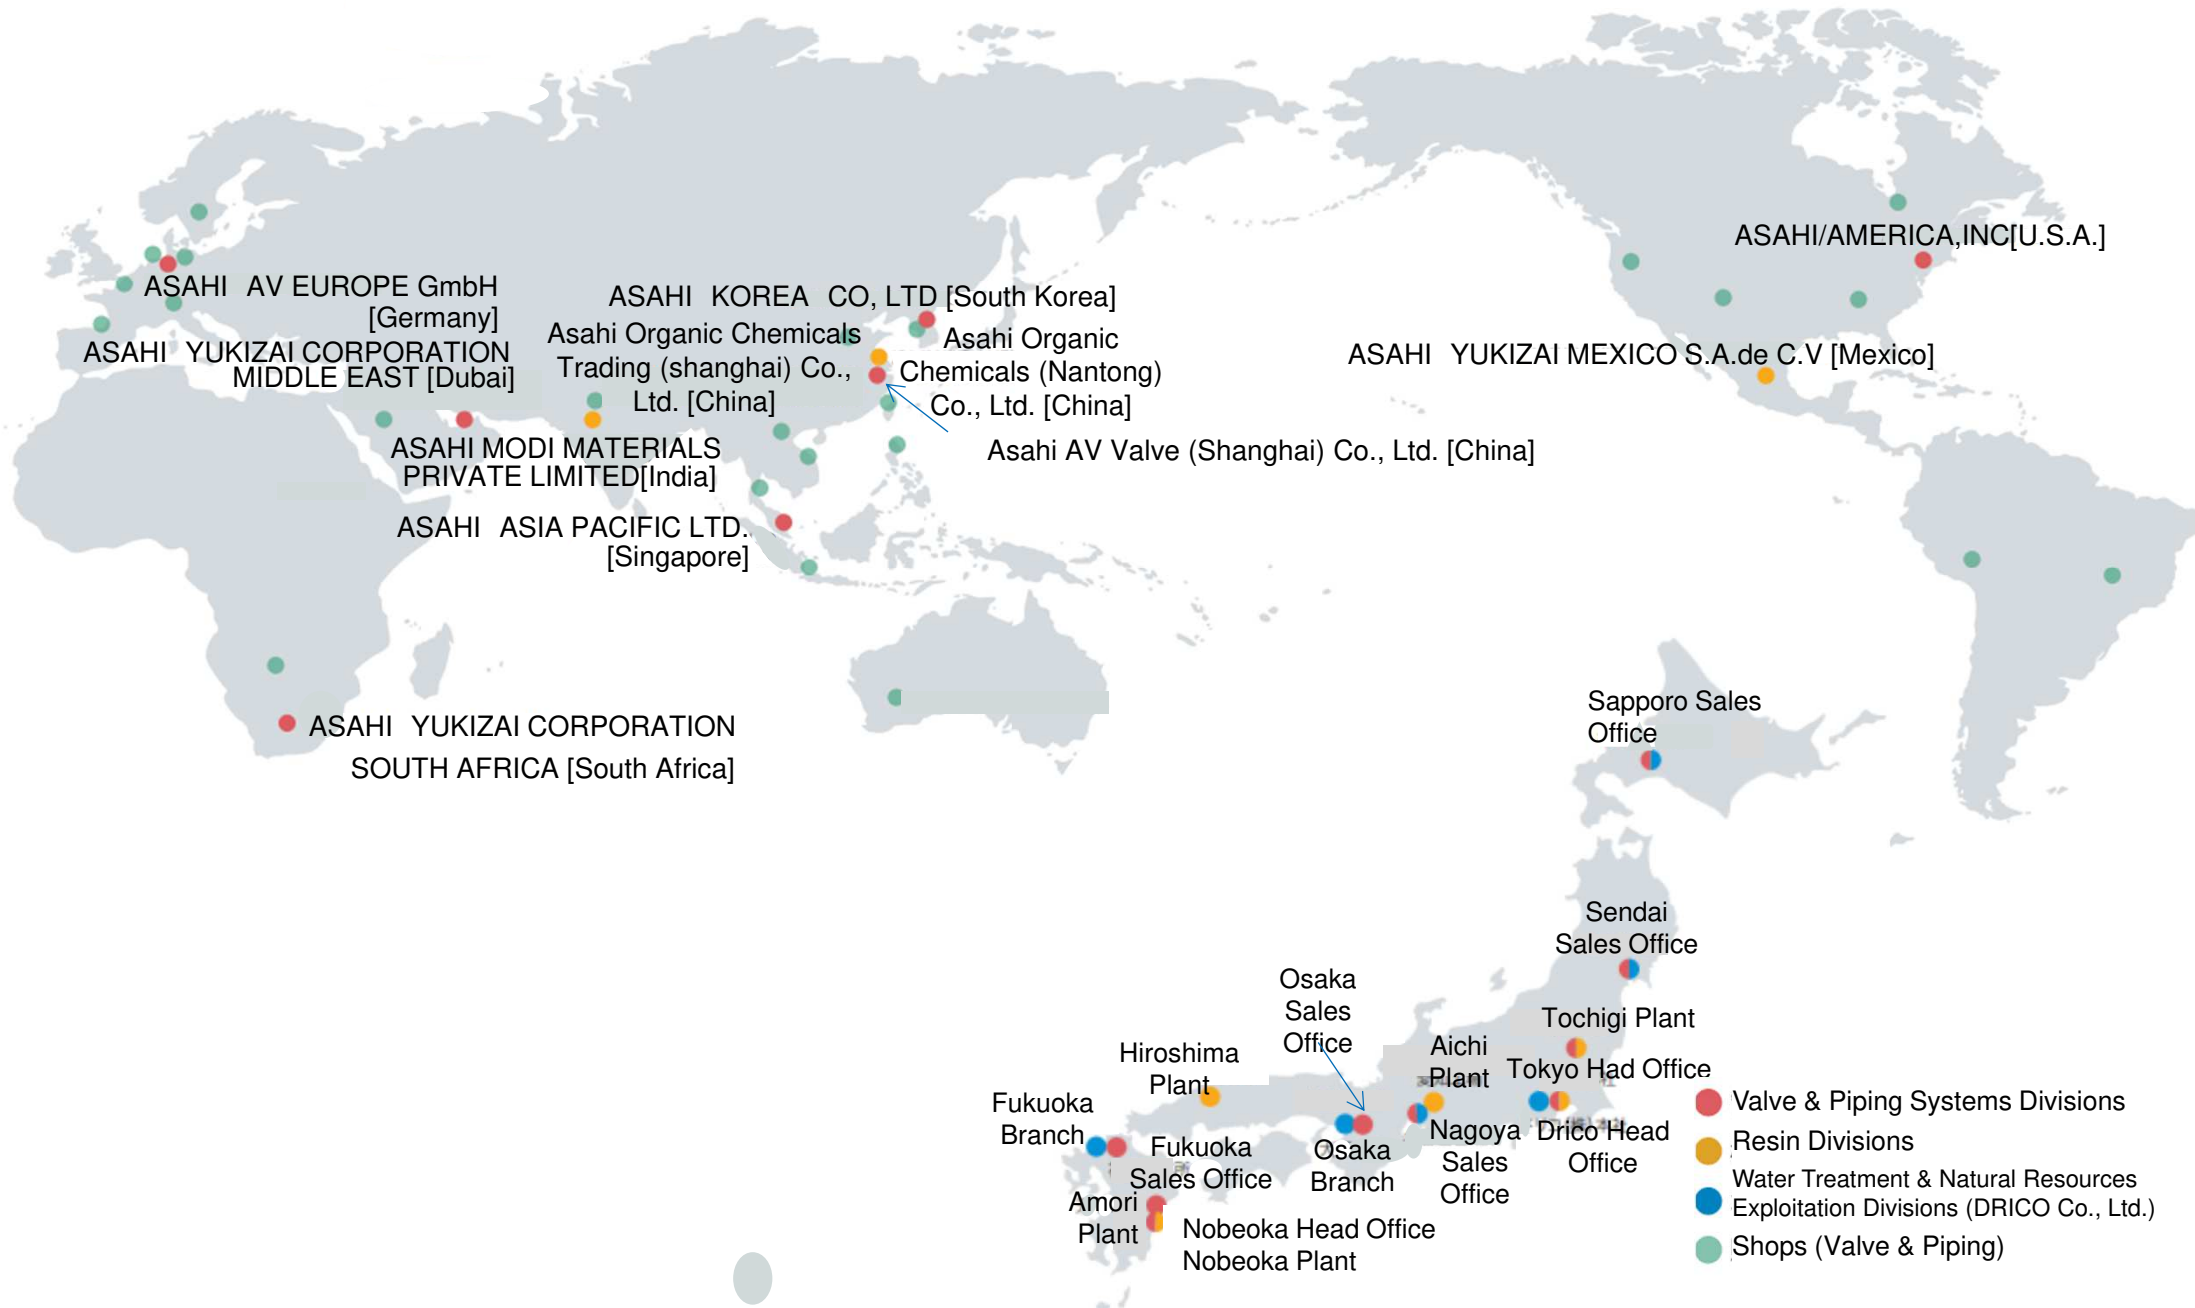 ASAHI/AMERICA,INC[U.S.A.]
ASAHI AV EUROPE GmbH
[Germany]
ASAHI KOREA CO, LTD [South Korea]
Asahi Organic Chemicals
Trading (shanghai) Co.,
Ltd. [China]
Asahi Organic
Chemicals (Nantong)
Co., Ltd. [China]
ASAHI YUKIZAI CORPORATION
MIDDLE EAST [Dubai]
ASAHI YUKIZAI MEXICO S.A.de C.V [Mexico]
ASAHI MODI MATERIALS
PRIVATE LIMITED[India]
Asahi AV Valve (Shanghai) Co., Ltd. [China]
ASAHI ASIA PACIFIC LTD.
[Singapore]
ASAHI YUKIZAI CORPORATION
SOUTH AFRICA [South Africa]
Sapporo Sales
Office
Sendai
Sales Office
Osaka
Sales
Office
Tochigi Plant
Hiroshima
Plant
Aichi
Plant
Tokyo Had Office
Fukuoka
Branch
Fukuoka
Sales Office
Osaka
Branch
Nagoya
Sales
Office
Drico Head
Office
Amori
Plant
Nobeoka Head Office
Nobeoka Plant
Valve & Piping Systems Divisions
Resin Divisions
Water Treatment & Natural Resources
Exploitation Divisions (DRICO Co., Ltd.)
Shops (Valve & Piping)